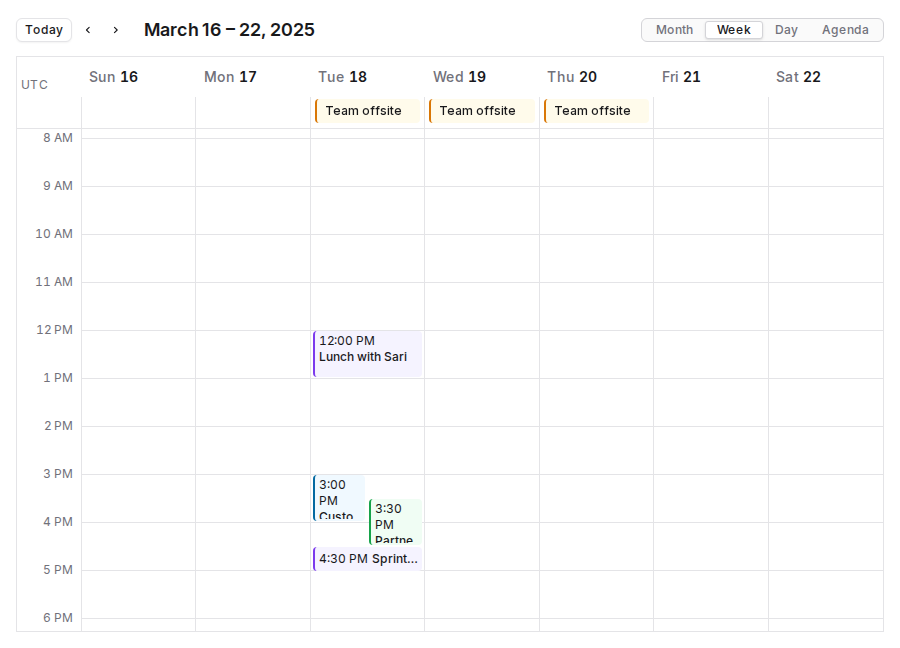 Today
March 16 – 22, 2025
Month Week Day Agenda
UTC
Sun 16
Mon 17
Tue 18
Wed 19
Thu 20
Fri 21
Sat 22
Team offsite
Team offsite
Team offsite
8 AM
9 AM
10 AM
11 AM
12 PM
12:00 PM
Lunch with Sari
1 PM
2 PM
3 PM
3:00
PM
Custo
3:30
PM
Partne
4 PM
4:30 PM Sprint...
5 PM
6 PM